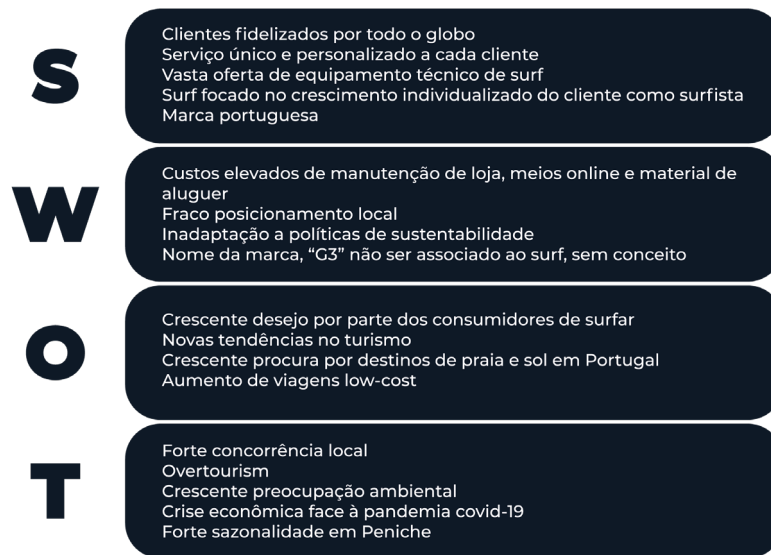 S
Clientes fidelizados por todo o globo
Serviço único e personalizado a cada cliente
Vasta oferta de equipamento técnico de surf
Surf focado no crescimento individualizado do cliente como surfista
Marca portuguesa
W
Custos elevados de manutenção de loja, meios online e material de
aluguer
Fraco posicionamento local
Inadaptação a políticas de sustentabilidade
Nome da marca, “G3” não ser associado ao surf, sem conceito
O
Crescente desejo por parte dos consumidores de surfar
Novas tendências no turismo
Crescente procura por destinos de praia e sol em Portugal
Aumento de viagens low-cost
T
Forte concorrência local
Overtourism
Crescente preocupação ambiental
Crise econômica face à pandemia covid-19
Forte sazonalidade em Peniche